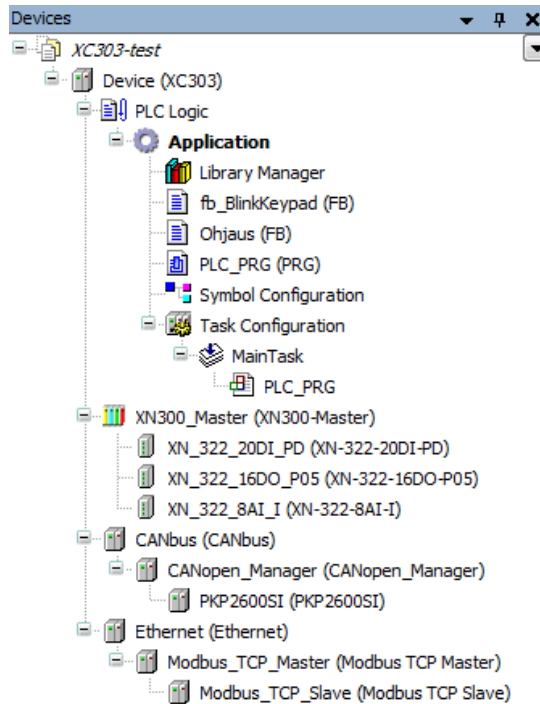 Devices
XC303-test
Device (XC303)
PLC Logic
Application
Library Manager
fb_BlinkKeypad (FB)
Ohjaus (FB)
PLC_PRG (PRG)
Symbol Configuration
Task Configuration
MainTask
PLC_PRG
XN300_Master (XN300-Master)
XN_322_20DI_PD (XN-322-20DI-PD)
XN_322_16DO_P05 (XN-322-16DO-P05)
XN_322_8AI_I (XN-322-8AI-I)
CANbus (CANbus)
CANopen_Manager (CANopen_Manager)
PKP2600SI (PKP2600SI)
Ethernet (Ethernet)
Modbus_TCP_Master (Modbus TCP Master)
Modbus_TCP_Slave (Modbus TCP Slave)